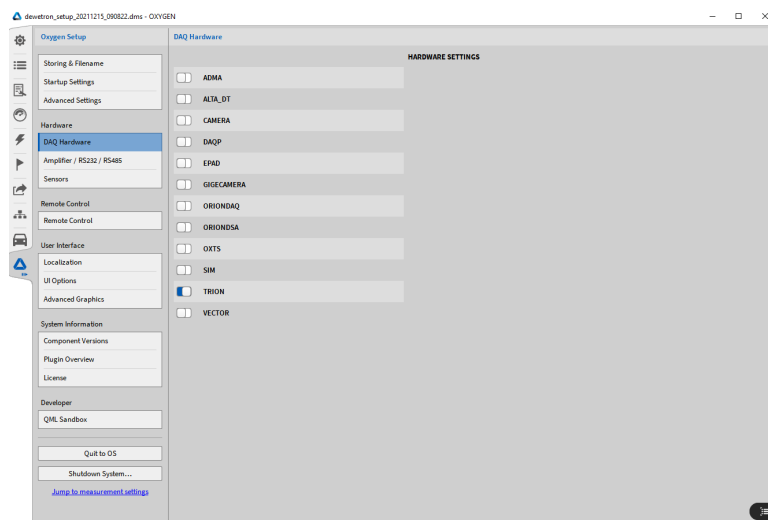 dewetron_setup_20211215_090822.dms - OXYGEN
Oxygen Setup
Storing & Filename
Startup Settings
Advanced Settings
Hardware
DAQ Hardware
Amplifier / RS232 / RS485
Sensors
Remote Control
Remote Control
User Interface
Localization
UI Options
Advanced Graphics
System Information
Component Versions
Plugin Overview
License
Developer
QML Sandbox
Quit to OS
Shutdown System...
Jump to measurement settings
DAQ Hardware
HARDWARE SETTINGS
ADMA
ALTA_DT
CAMERA
DAQP
EPAD
GIGECAMERA
ORIONDAQ
ORIONDSA
OXTS
SIM
TRION
VECTOR